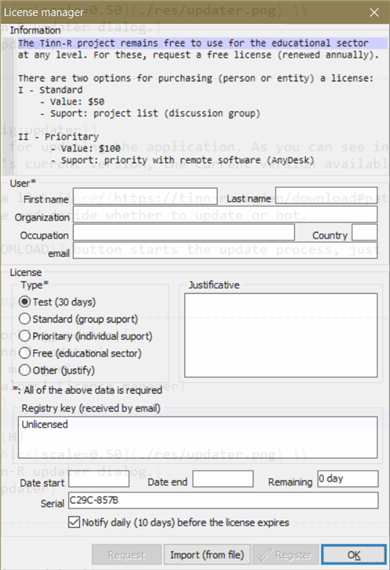 License manager
Information
The Tinn-R project remains free to use for the educational sector
at any level. For these, request a free license (renewed annually).
There are two options for purchasing (person or entity) a license:
I - Standard
- Value: $50
- Suport: project list (discussion group)
II - Prioritary
- Value: $100
- Suport: priority with remote software (AnyDesk)
User*
First name
Last name
Organization
Occupation
Country
email
License
Type*
Justificative
Test (30 days)
Standard (group suport)
Prioritary (individual suport)
Free (educational sector)
Other (justify)
*: All of the above data is required
Registry key (received by email)
Unlicensed
Date start
Date end
Remaining
0 day
Serial
C29C-857B
Notify daily (10 days) before the license expires
Request
Import (from file)
Register
OK